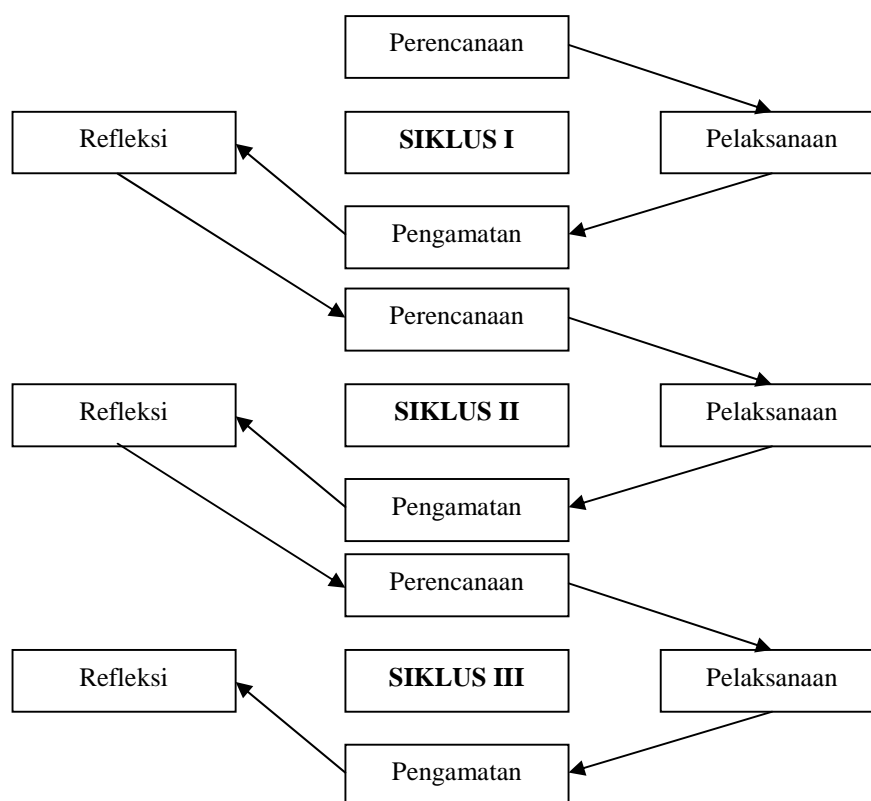 Perencanaan
Refleksi
SIKLUS I
Pelaksanaan
Pengamatan
Perencanaan
Refleksi
SIKLUS II
Pelaksanaan
Pengamatan
Perencanaan
Refleksi
SIKLUS III
Pelaksanaan
Pengamatan